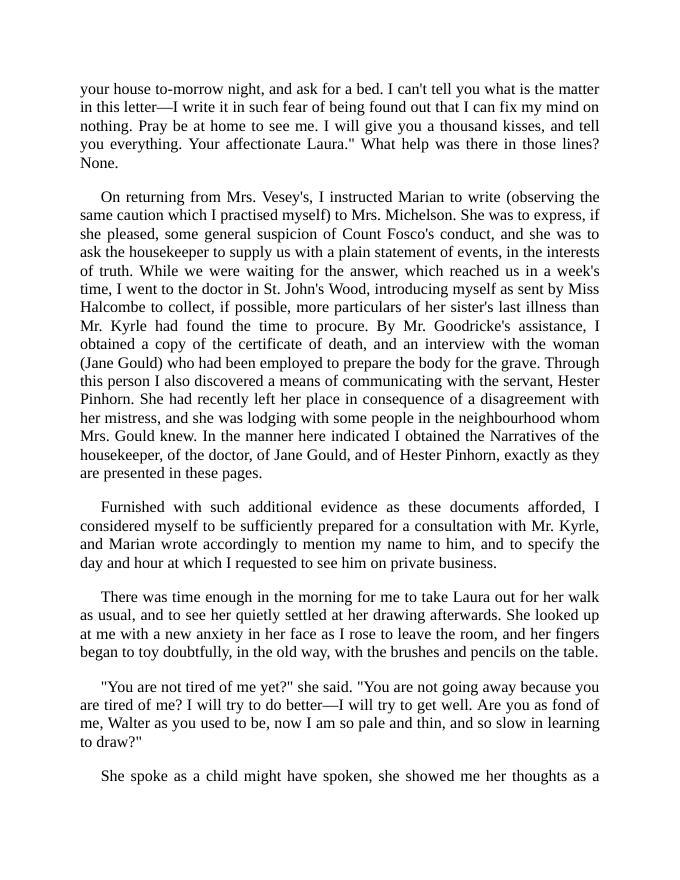 your house to-morrow night, and ask for a bed. I can't tell you what is the matter
in this letter—I write it in such fear of being found out that I can fix my mind on
nothing. Pray be at home to see me. I will give you a thousand kisses, and tell
you everything. Your affectionate Laura." What help was there in those lines?
None.
On returning from Mrs. Vesey's, I instructed Marian to write (observing the
same caution which I practised myself) to Mrs. Michelson. She was to express, if
she pleased, some general suspicion of Count Fosco's conduct, and she was to
ask the housekeeper to supply us with a plain statement of events, in the interests
of truth. While we were waiting for the answer, which reached us in a week's
time, I went to the doctor in St. John's Wood, introducing myself as sent by Miss
Halcombe to collect, if possible, more particulars of her sister's last illness than
Mr. Kyrle had found the time to procure. By Mr. Goodricke's assistance, I
obtained a copy of the certificate of death, and an interview with the woman
(Jane Gould) who had been employed to prepare the body for the grave. Through
this person I also discovered a means of communicating with the servant, Hester
Pinhorn. She had recently left her place in consequence of a disagreement with
her mistress, and she was lodging with some people in the neighbourhood whom
Mrs. Gould knew. In the manner here indicated I obtained the Narratives of the
housekeeper, of the doctor, of Jane Gould, and of Hester Pinhorn, exactly as they
are presented in these pages.
Furnished with such additional evidence as these documents afforded, I
considered myself to be sufficiently prepared for a consultation with Mr. Kyrle,
and Marian wrote accordingly to mention my name to him, and to specify the
day and hour at which I requested to see him on private business.
There was time enough in the morning for me to take Laura out for her walk
as usual, and to see her quietly settled at her drawing afterwards. She looked up
at me with a new anxiety in her face as I rose to leave the room, and her fingers
began to toy doubtfully, in the old way, with the brushes and pencils on the table.
"You are not tired of me yet?" she said. "You are not going away because you
are tired of me? I will try to do better—I will try to get well. Are you as fond of
me, Walter as you used to be, now I am so pale and thin, and so slow in learning
to draw?"
She spoke as a child might have spoken, she showed me her thoughts as a